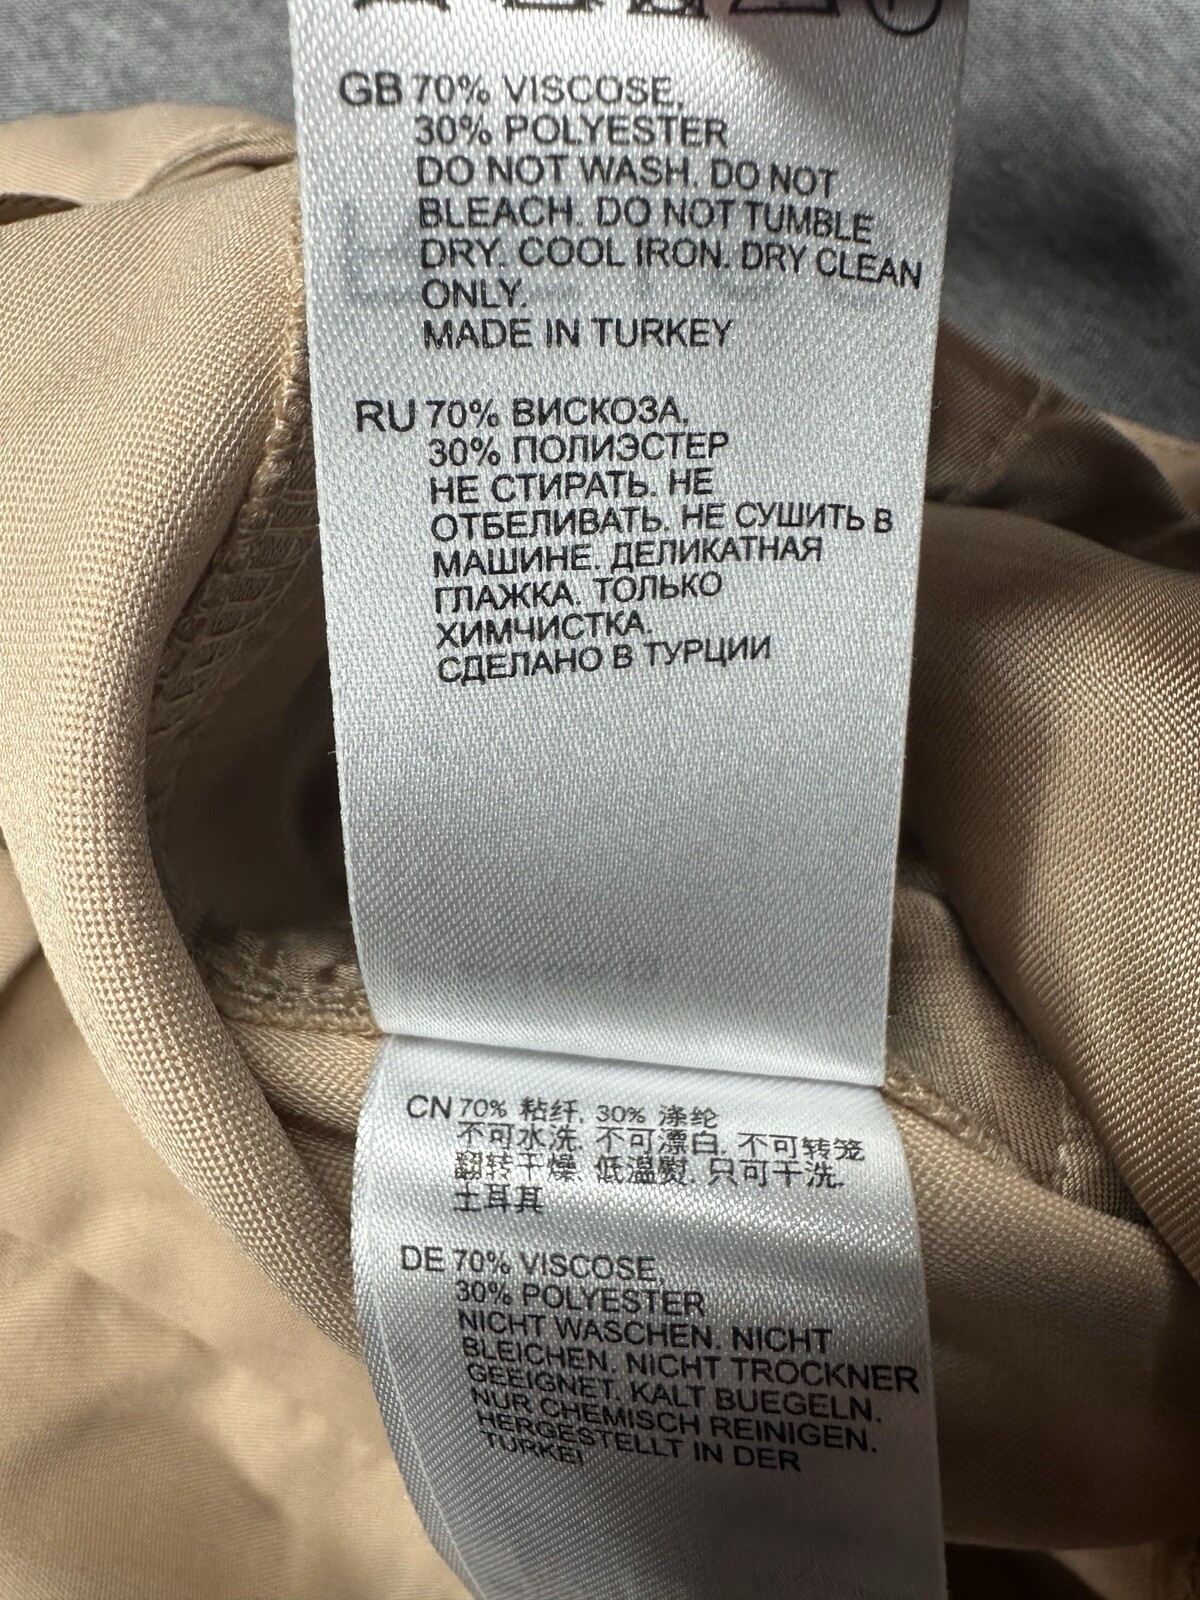 GB 70% VISCOSE,
30% POLYESTER
DO NOT WASH. DO NOT
BLEACH. DO NOT TUMBLE
DRY. COOL IRON. DRY CLEAN
ONLY.
MADE IN TURKEY
RU 70% ВИСКОЗА,
30% ПОЛИЭСТЕР
НЕ СТИРАТЬ. НЕ
ОТБЕЛИВАТЬ. НЕ СУШИТЬ В
МАШИНЕ. ДЕЛИКАТНАЯ
ГЛАЖКА. ТОЛЬКО
ХИМЧИСТКА.
СДЕЛАНО В ТУРЦИИ
CN 70% 粘纤, 30% 涤纶
不可水洗. 不可漂白. 不可转笼
翻转干燥. 低温熨. 只可干洗.
土耳其
DE 70% VISCOSE,
30% POLYESTER
NICHT WASCHEN. NICHT
BLEICHEN. NICHT TROCKNER
GEEIGNET. KALT BUEGELN.
NUR CHEMISCH REINIGEN.
HERGESTELLT IN DER
TURKEI